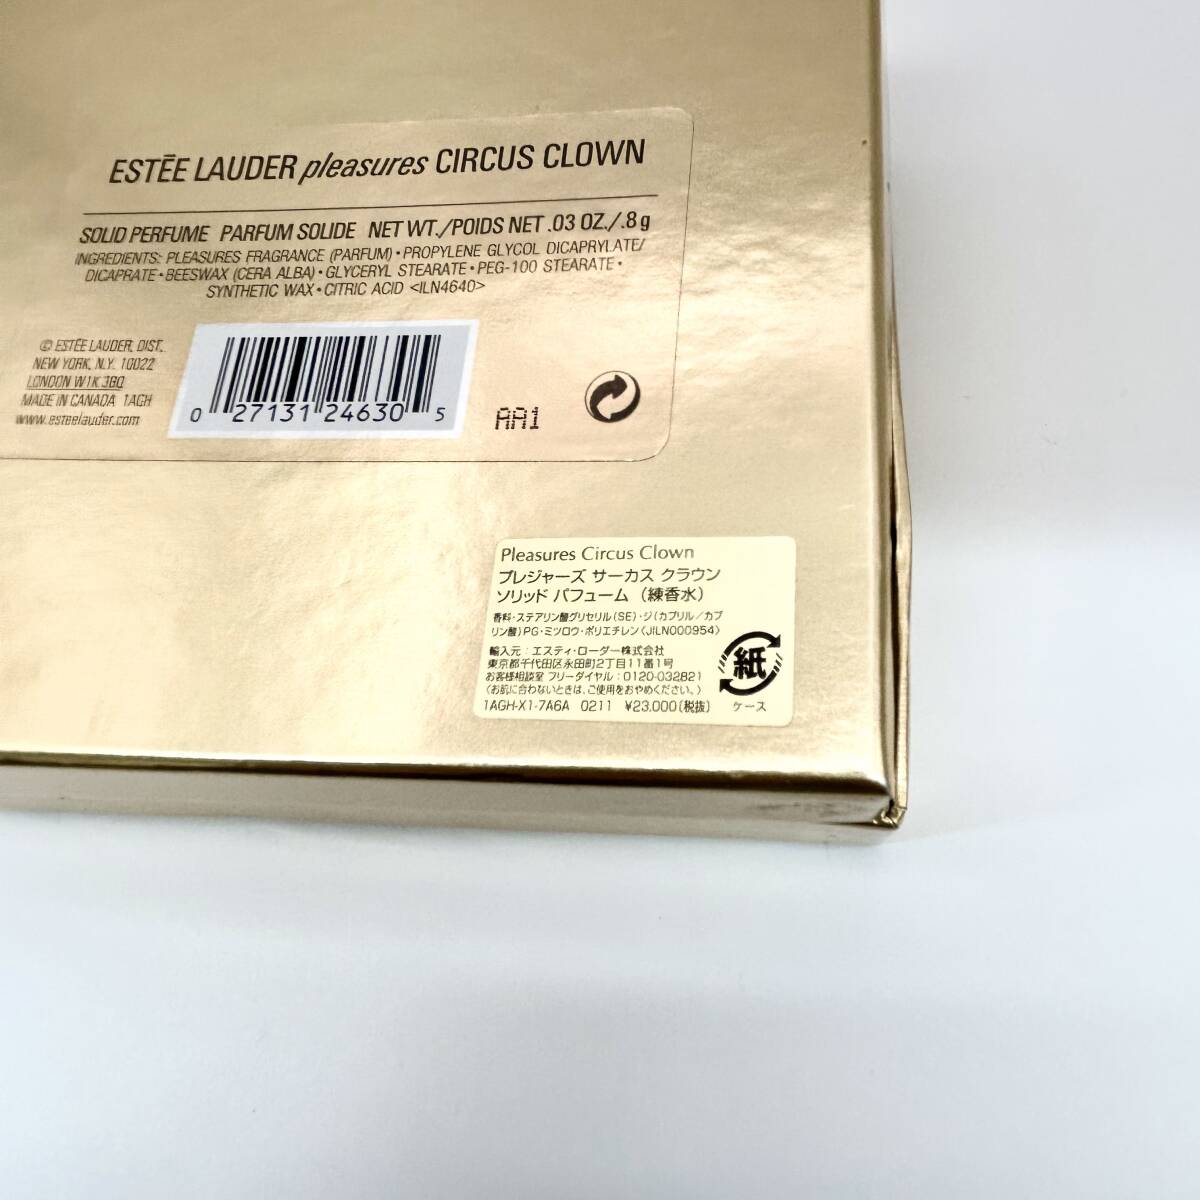 ESTĒE LAUDER pleasures CIRCUS CLOWN
SOLID PERFUME PARFUM SOLIDE NET WT./POIDS NET .03 OZ./.8 g
INGREDIENTS: PLEASURES FRAGRANCE (PARFUM) • PROPYLENE GLYCOL DICAPRYLATE/
DICAPRATE • BEESWAX (CERA ALBA) • GLYCERYL STEARATE • PEG-100 STEARATE •
SYNTHETIC WAX • CITRIC ACID <ILN4640>
© ESTĒE LAUDER, DIST.
NEW YORK, N.Y. 10022
LONDON W1K 3BQ
MADE IN CANADA 1AGH
www.esteelauder.com
0 27131 24630 5
AA1
Pleasures Circus Clown
プレジャーズ サーカス クラウン
ソリッド パフューム (練香水)
香料・ステアリン酸グリセリル(SE)・ジ(カプリル/カプ
リン酸)PG・ミツロウ・ポリエチレン<JILN000954>
輸入元:エスティ・ローダー株式会社
東京都千代田区永田町2丁目11番1号
お客様相談室 フリーダイヤル:0120-032821
(お肌に合わないときは、ご使用をおやめください。)
1AGH-X1-7A6A 0211 ¥23,000(税抜)
紙
ケース